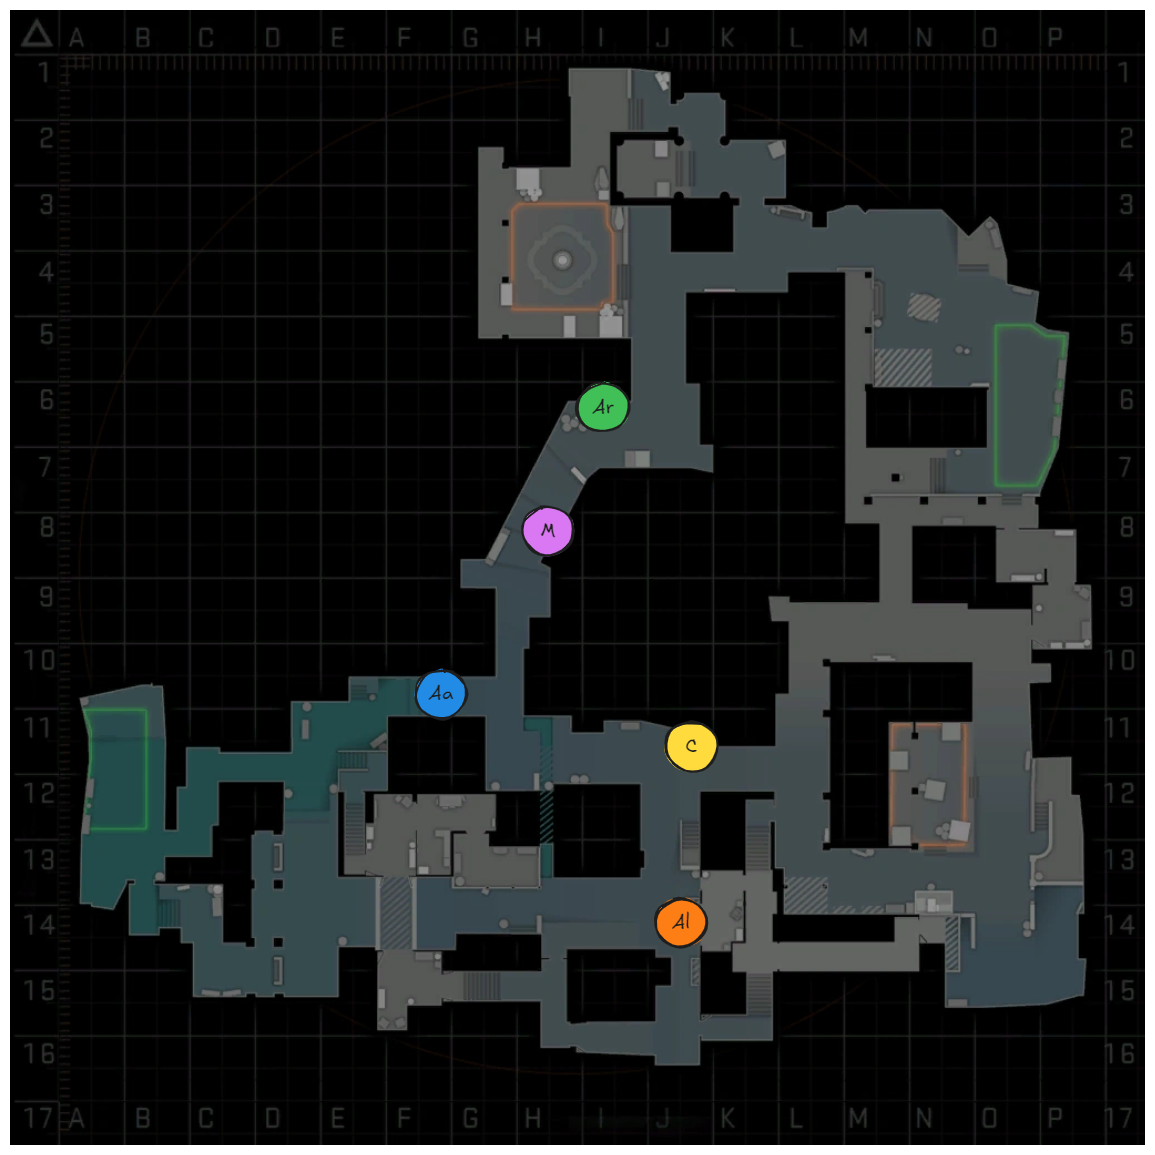 A B C D E F G H I J K L M N O P
1 1
2 2
3 3
4 4
5 5
6 Ar 6
7 7
8 M 8
9 9
10 10
Aa
11 C 11
12 12
13 13
14 Al 14
15 15
16 16
17 A B C D E F G H I J K L M N O P 17